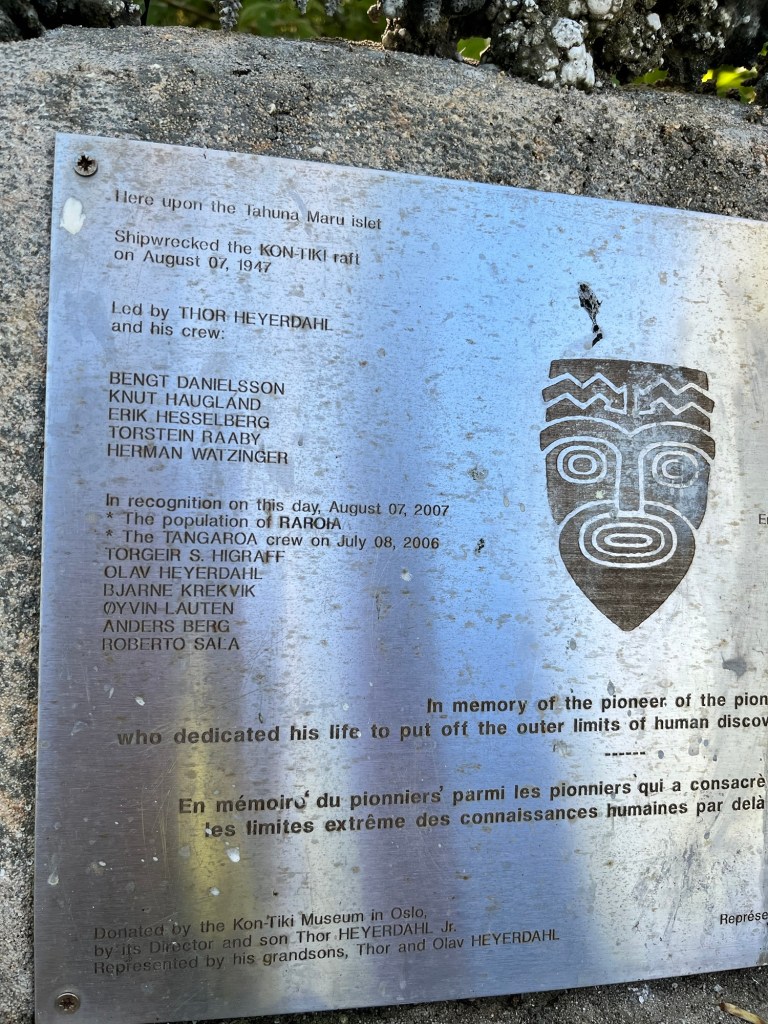 Here upon the Tahuna Maru islet
Shipwrecked the KON-TIKI raft
on August 07, 1947
Led by THOR HEYERDAHL
and his crew:
BENGT DANIELSSON
KNUT HAUGLAND
ERIK HESSELBERG
TORSTEIN RAABY
HERMAN WATZINGER
In recognition on this day, August 07, 2007
* The population of RAROIA
* The TANGAROA crew on July 08, 2006
TORGEIR S. HIGRAFF
OLAV HEYERDAHL
BJARNE KREKVIK
ØYVIN LAUTEN
ANDERS BERG
ROBERTO SALA
In memory of the pioneer of the pion
who dedicated his life to put off the outer limits of human discov
------
En mémoire du pionniers parmi les pionniers qui a consacrè
les limites extrême des connaissances humaines par delà
Donated by the Kon-Tiki Museum in Oslo,
by its Director and son Thor HEYERDAHL Jr.
Represented by his grandsons, Thor and Olav HEYERDAHL
Représe